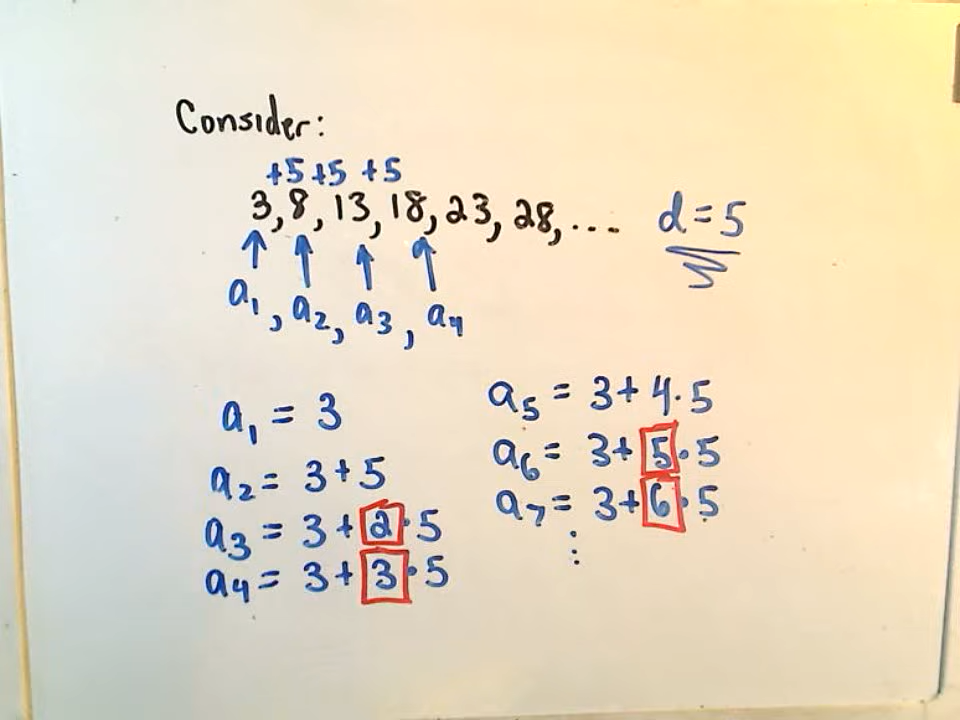 Consider:
+5 +5 +5
3, 8, 13, 18, 23, 28, ... d = 5
a₁, a₂, a₃, a₄
a₁ = 3
a₂ = 3 + 5
a₃ = 3 + 2 · 5
a₄ = 3 + 3 · 5
a₅ = 3 + 4 · 5
a₆ = 3 + 5 · 5
a₇ = 3 + 6 · 5
⋮